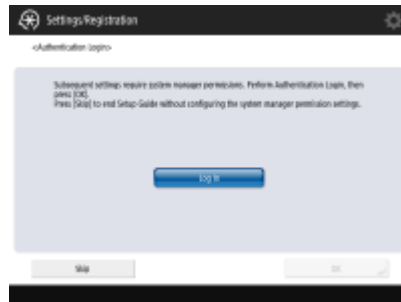 Settings/Registration
<Authentication Login>
Subsequent settings require system manager permissions. Perform Authentication Login, then
press [OK].
Press [Skip] to end Setup Guide without configuring the system manager permission settings.
Log In
Skip
OK